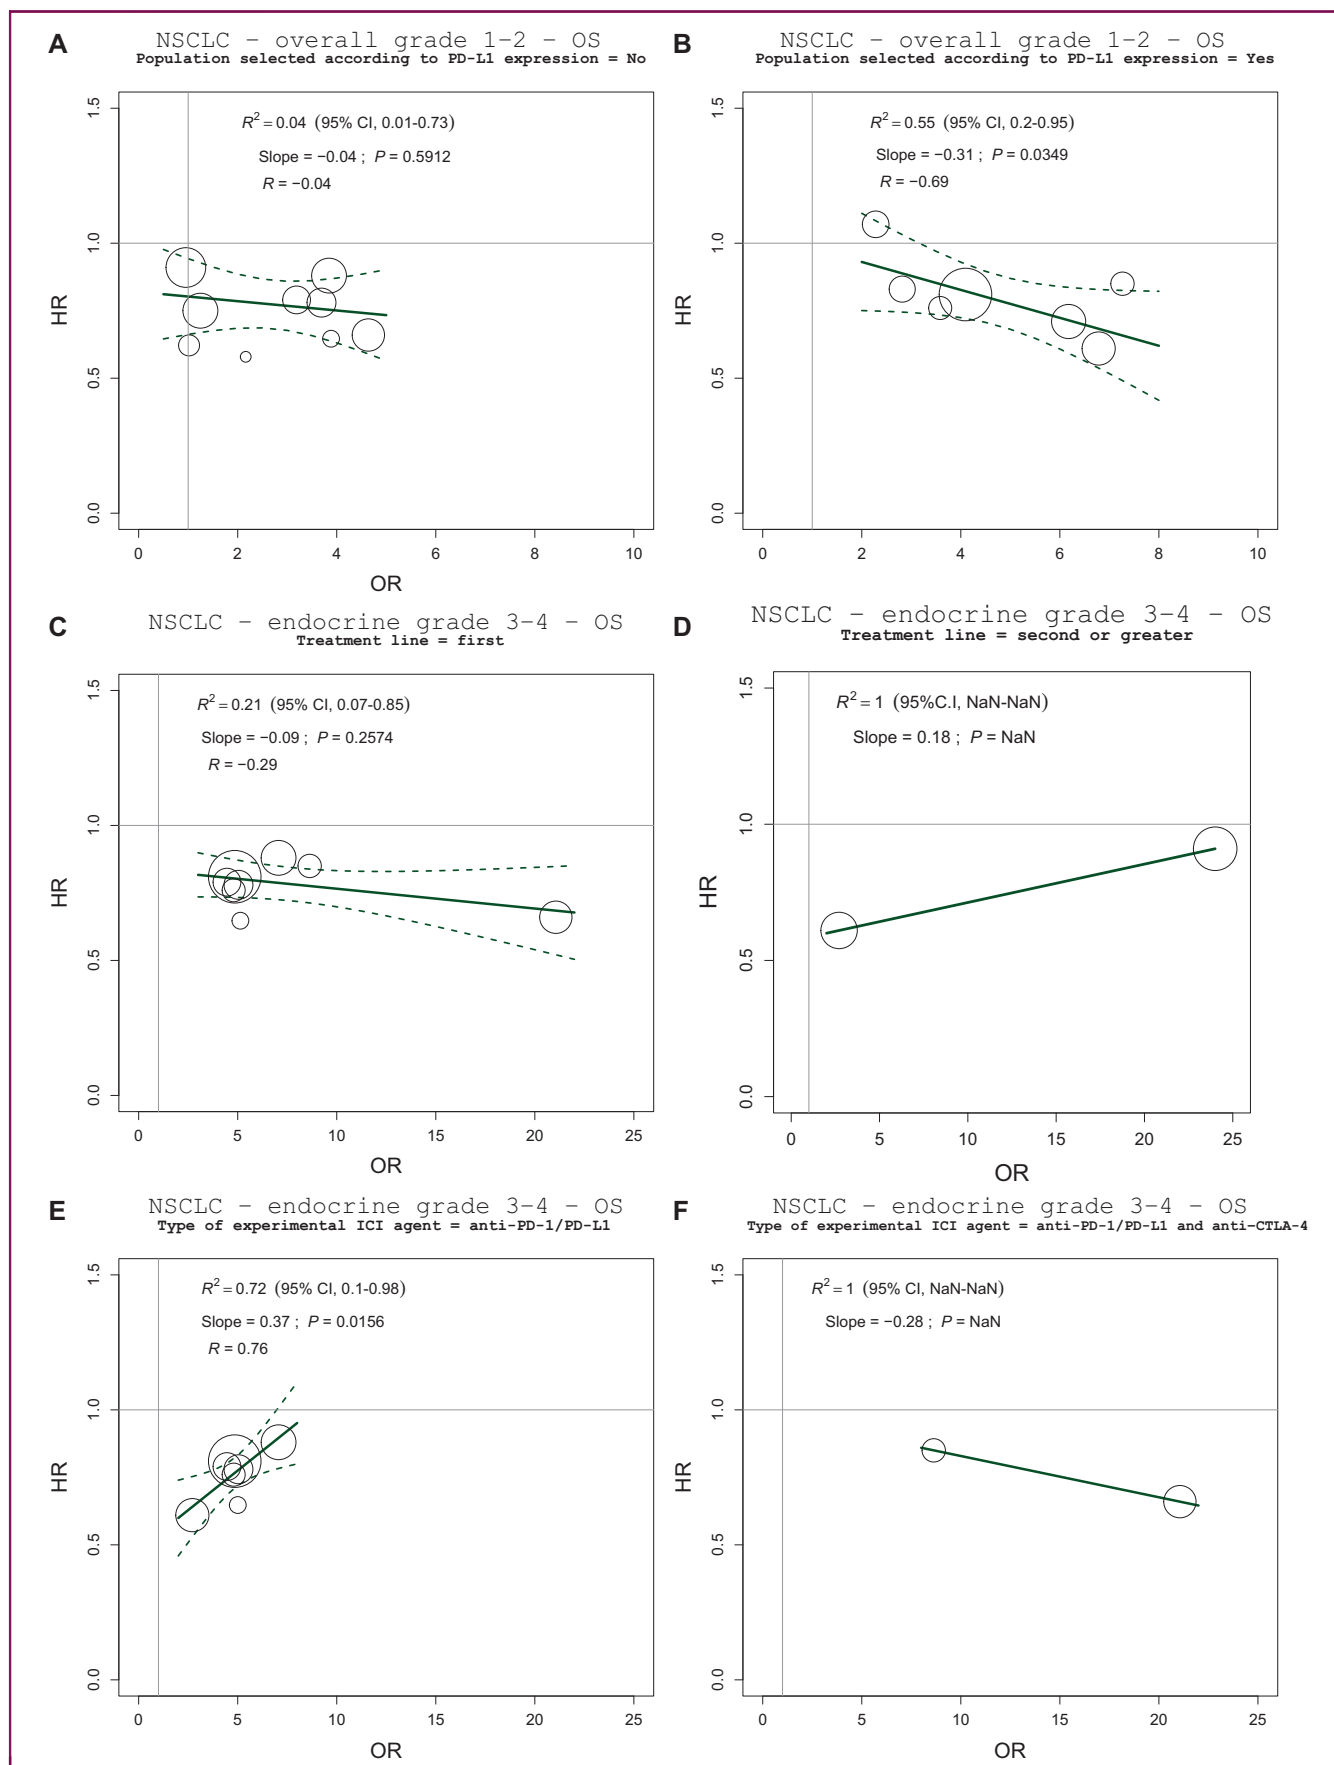 A
NSCLC – overall grade 1–2 – OS
Population selected according to PD-L1 expression = No
R² = 0.04 (95% CI, 0.01-0.73)
Slope = −0.04 ; P = 0.5912
R = −0.04
HR
1.5
1.0
0.5
0.0
0 2 4 6 8 10
OR
B
NSCLC – overall grade 1–2 – OS
Population selected according to PD-L1 expression = Yes
R² = 0.55 (95% CI, 0.2-0.95)
Slope = −0.31 ; P = 0.0349
R = −0.69
HR
1.5
1.0
0.5
0.0
0 2 4 6 8 10
OR
C
NSCLC – endocrine grade 3–4 – OS
Treatment line = first
R² = 0.21 (95% CI, 0.07-0.85)
Slope = −0.09 ; P = 0.2574
R = −0.29
HR
1.5
1.0
0.5
0.0
0 5 10 15 20 25
OR
D
NSCLC – endocrine grade 3–4 – OS
Treatment line = second or greater
R² = 1 (95%C.I, NaN-NaN)
Slope = 0.18 ; P = NaN
HR
1.5
1.0
0.5
0.0
0 5 10 15 20 25
OR
E
NSCLC – endocrine grade 3–4 – OS
Type of experimental ICI agent = anti-PD-1/PD-L1
R² = 0.72 (95% CI, 0.1-0.98)
Slope = 0.37 ; P = 0.0156
R = 0.76
HR
1.5
1.0
0.5
0.0
0 5 10 15 20 25
OR
F
NSCLC – endocrine grade 3–4 – OS
Type of experimental ICI agent = anti-PD-1/PD-L1 and anti-CTLA-4
R² = 1 (95% CI, NaN-NaN)
Slope = −0.28 ; P = NaN
HR
1.5
1.0
0.5
0.0
0 5 10 15 20 25
OR